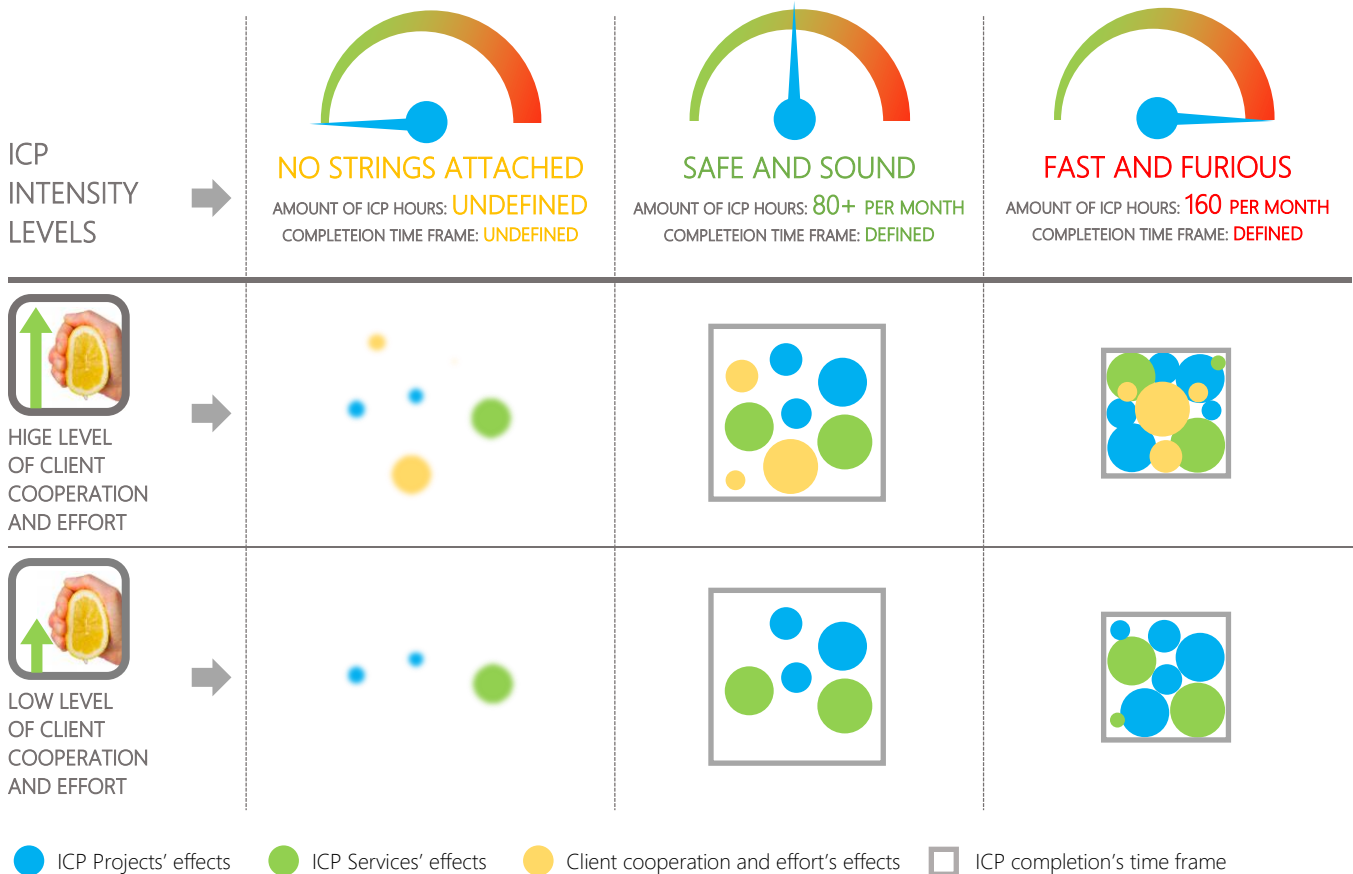 ICP
INTENSITY
LEVELS
NO STRINGS ATTACHED
AMOUNT OF ICP HOURS: UNDEFINED
COMPLETEION TIME FRAME: UNDEFINED
SAFE AND SOUND
AMOUNT OF ICP HOURS: 80+ PER MONTH
COMPLETEION TIME FRAME: DEFINED
FAST AND FURIOUS
AMOUNT OF ICP HOURS: 160 PER MONTH
COMPLETEION TIME FRAME: DEFINED
HIGE LEVEL
OF CLIENT
COOPERATION
AND EFFORT
LOW LEVEL
OF CLIENT
COOPERATION
AND EFFORT
ICP Projects' effects
ICP Services' effects
Client cooperation and effort's effects
ICP completion's time frame